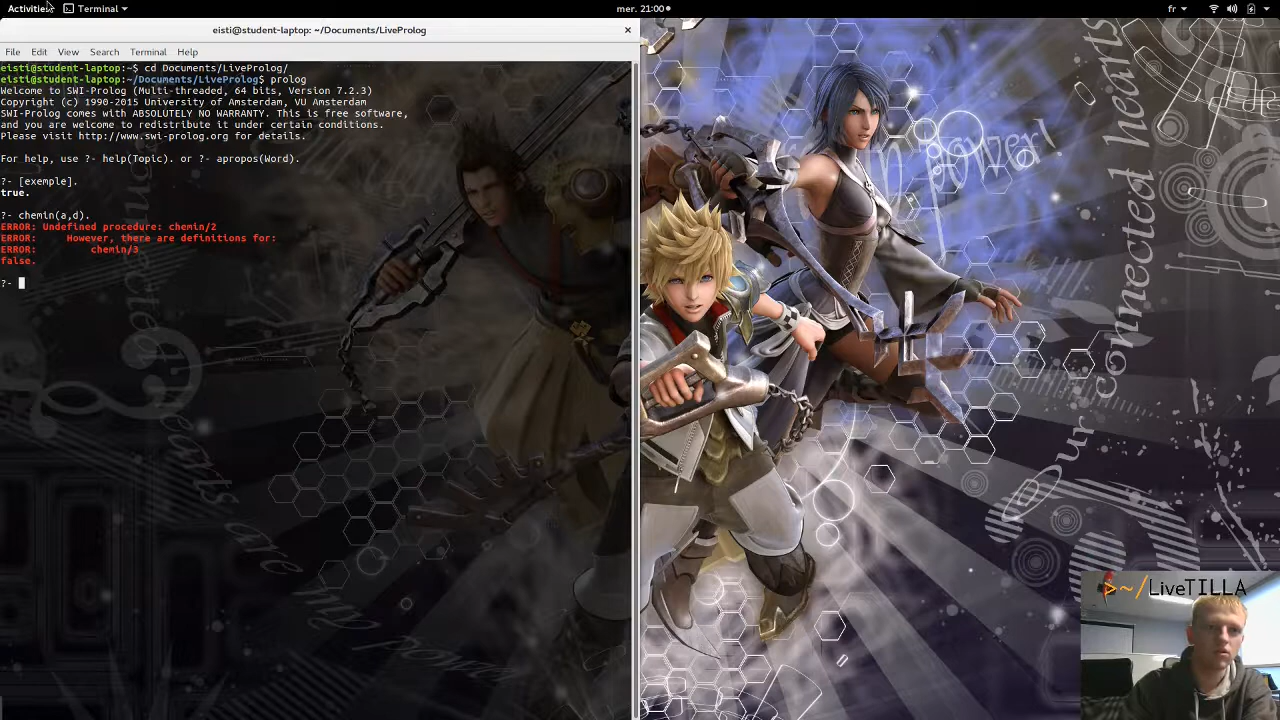 Activities
Terminal
mer. 21:00
fr
eisti@student-laptop: ~/Documents/LiveProlog
File Edit View Search Terminal Help
eisti@student-laptop:~$ cd Documents/LiveProlog/
eisti@student-laptop:~/Documents/LiveProlog$ prolog
Welcome to SWI-Prolog (Multi-threaded, 64 bits, Version 7.2.3)
Copyright (c) 1990-2015 University of Amsterdam, VU Amsterdam
SWI-Prolog comes with ABSOLUTELY NO WARRANTY. This is free software,
and you are welcome to redistribute it under certain conditions.
Please visit http://www.swi-prolog.org for details.
For help, use ?- help(Topic). or ?- apropos(Word).
?- [exemple].
true.
?- chemin(a,d).
ERROR: Undefined procedure: chemin/2
ERROR:     However, there are definitions for:
ERROR:         chemin/3
false.
?-
power!
Our connected hearts
~/LiveTILLA